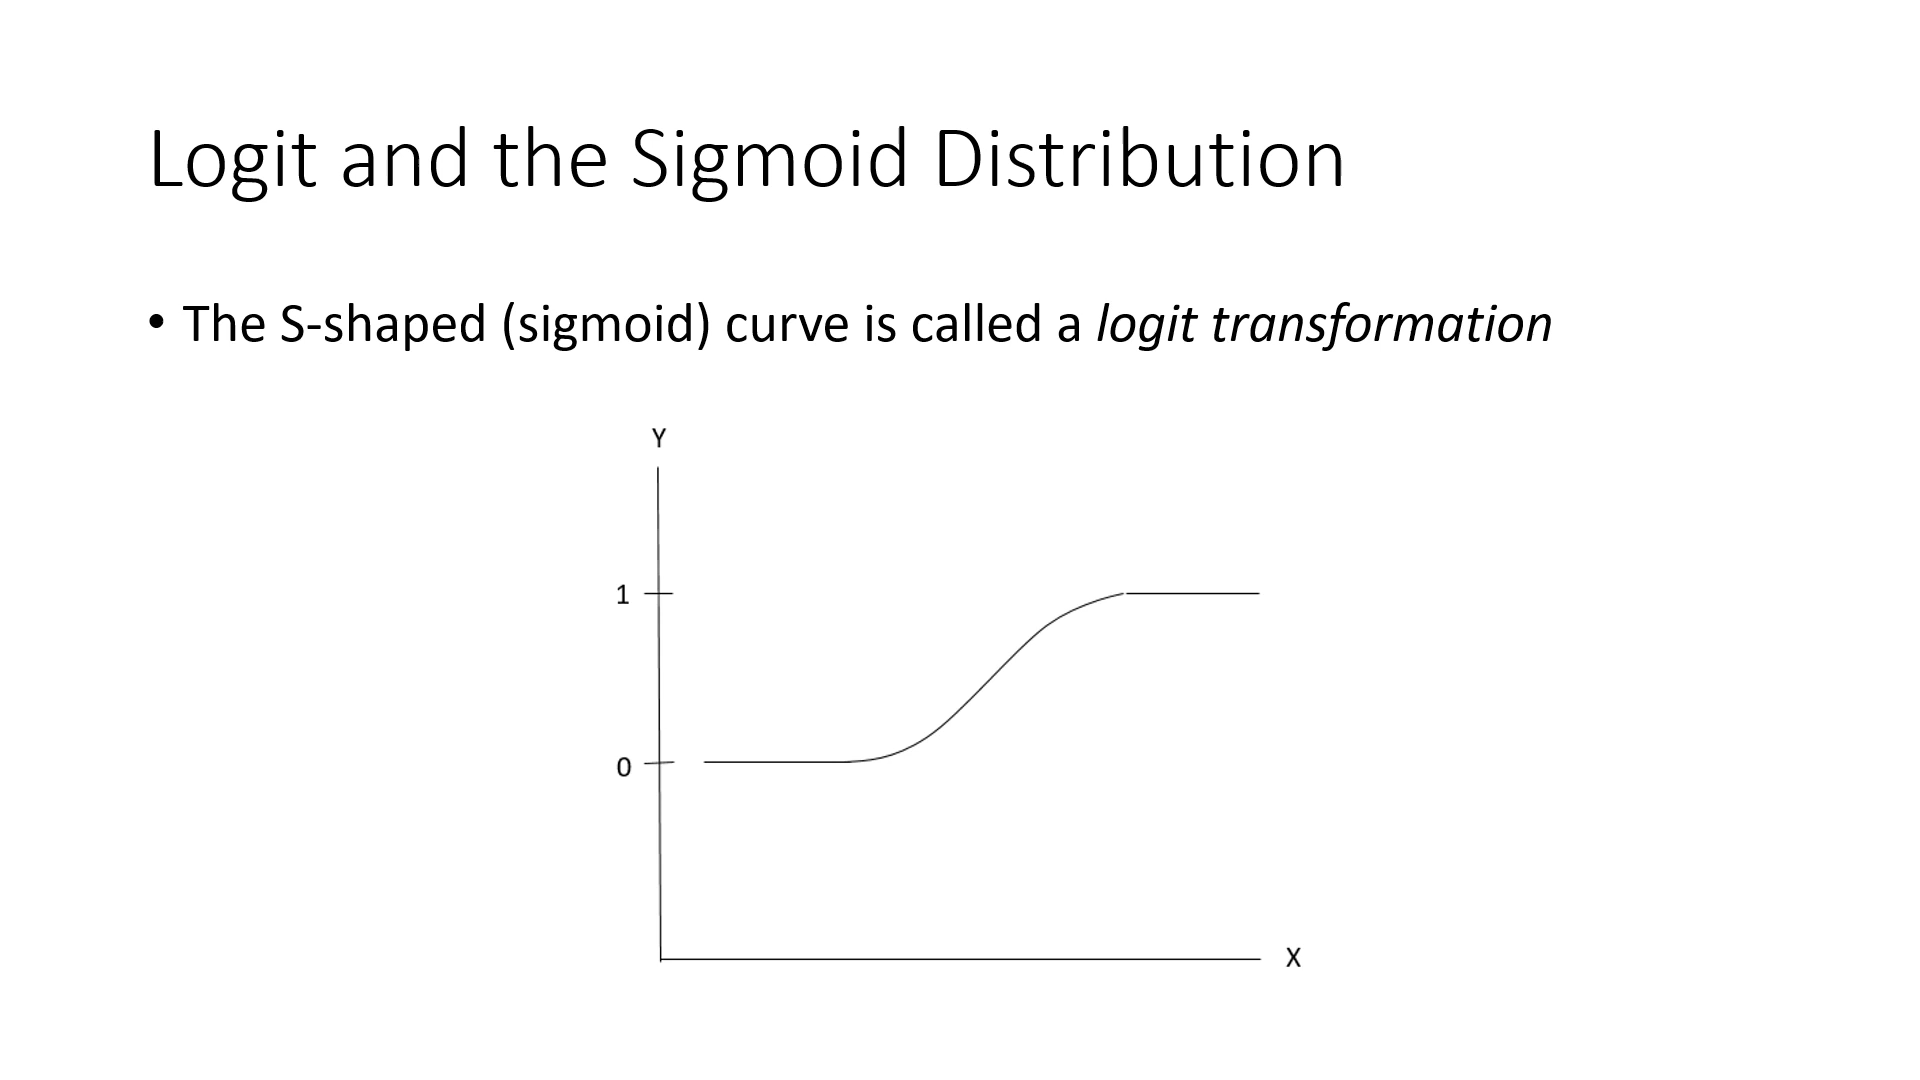 Logit and the Sigmoid Distribution
• The S-shaped (sigmoid) curve is called a logit transformation
Y
1
0
X